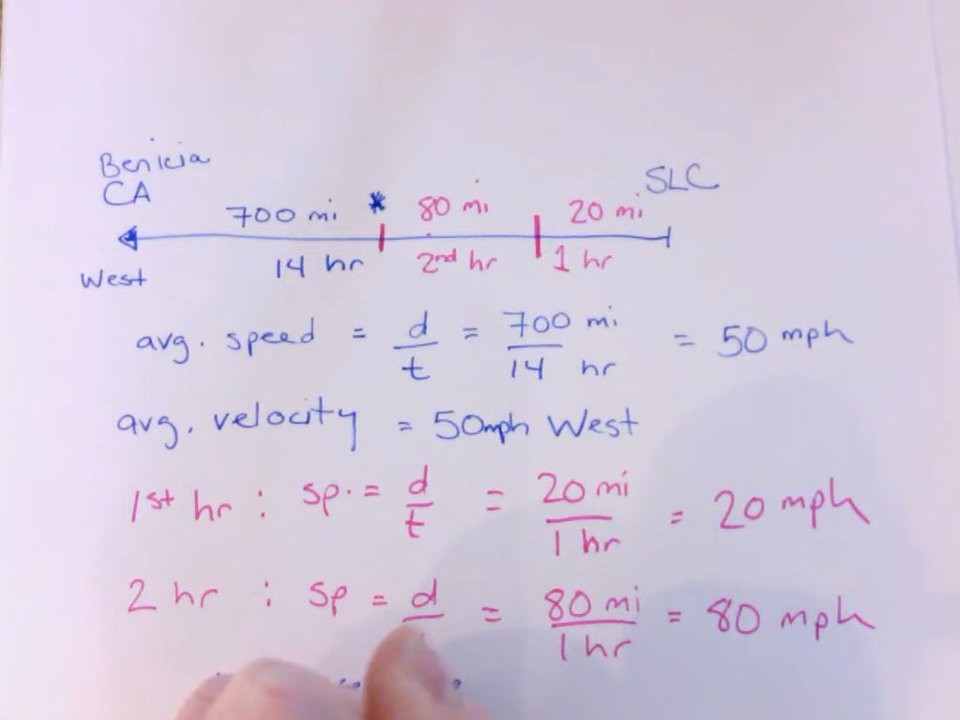 Benicia
CA
SLC
700 mi * 80 mi 20 mi
West 14 hr 2nd hr 1 hr
avg. speed = d/t = 700 mi/14 hr = 50 mph
avg. velocity = 50mph West
1st hr : sp. = d/t = 20 mi/1 hr = 20 mph
2 hr : sp = d/ = 80 mi/1 hr = 80 mph